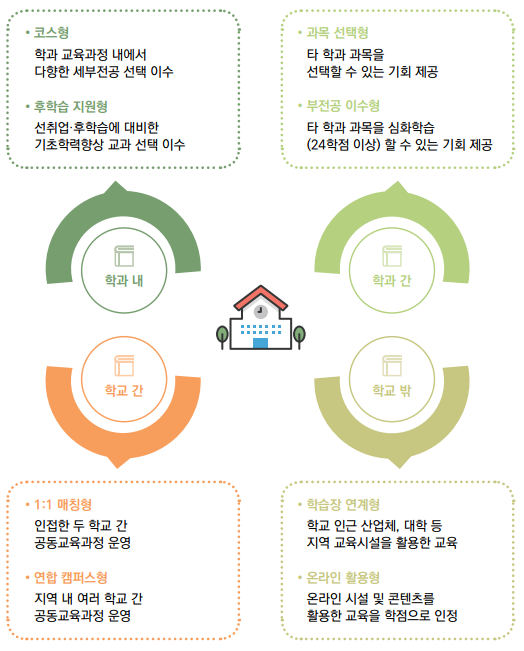 • 코스형
학과 교육과정 내에서
다향한 세부전공 선택 이수
• 후학습 지원형
선취업·후학습에 대비한
기초학력향상 교과 선택 이수
• 과목 선택형
타 학과 과목을
선택할 수 있는 기회 제공
• 부전공 이수형
타 학과 과목을 심화학습
(24학점 이상) 할 수 있는 기회 제공
학과 내
학과 간
학교 간
학교 밖
• 1:1 매칭형
인접한 두 학교 간
공동교육과정 운영
• 연합 캠퍼스형
지역 내 여러 학교 간
공동교육과정 운영
• 학습장 연계형
학교 인근 산업체, 대학 등
지역 교육시설을 활용한 교육
• 온라인 활용형
온라인 시설 및 콘텐츠를
활용한 교육을 학점으로 인정